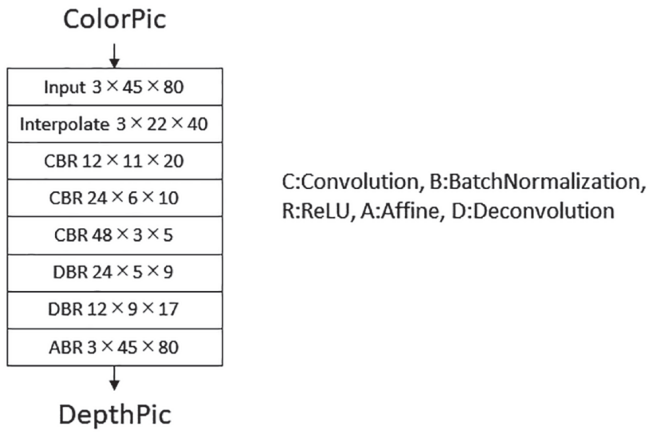 ColorPic
Input 3×45×80
Interpolate 3×22×40
CBR 12×11×20
CBR 24×6×10
CBR 48×3×5
DBR 24×5×9
DBR 12×9×17
ABR 3×45×80
DepthPic
C:Convolution, B:BatchNormalization,
R:ReLU, A:Affine, D:Deconvolution